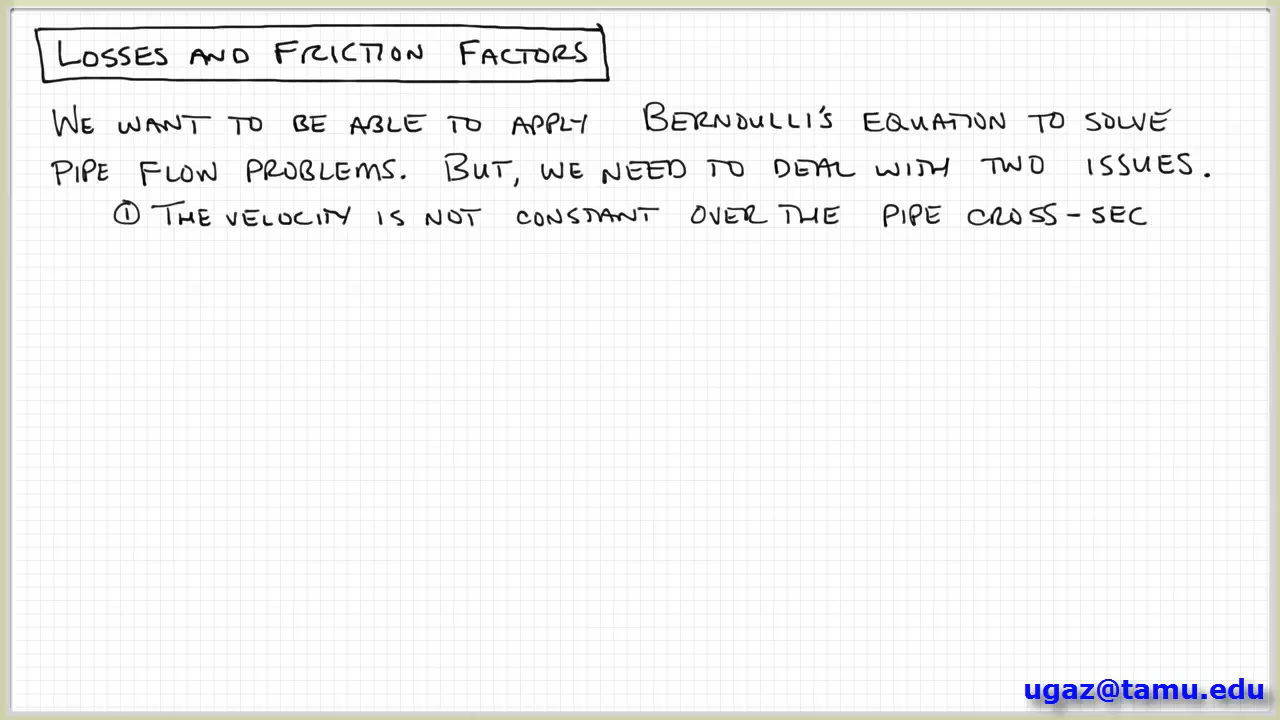 LOSSES AND FRICTION FACTORS
WE WANT TO BE ABLE TO APPLY BERNOULLI'S EQUATION TO SOLVE
PIPE FLOW PROBLEMS. BUT, WE NEED TO DEAL WITH TWO ISSUES.
① THE VELOCITY IS NOT CONSTANT OVER THE PIPE CROSS-SEC
ugaz@tamu.edu